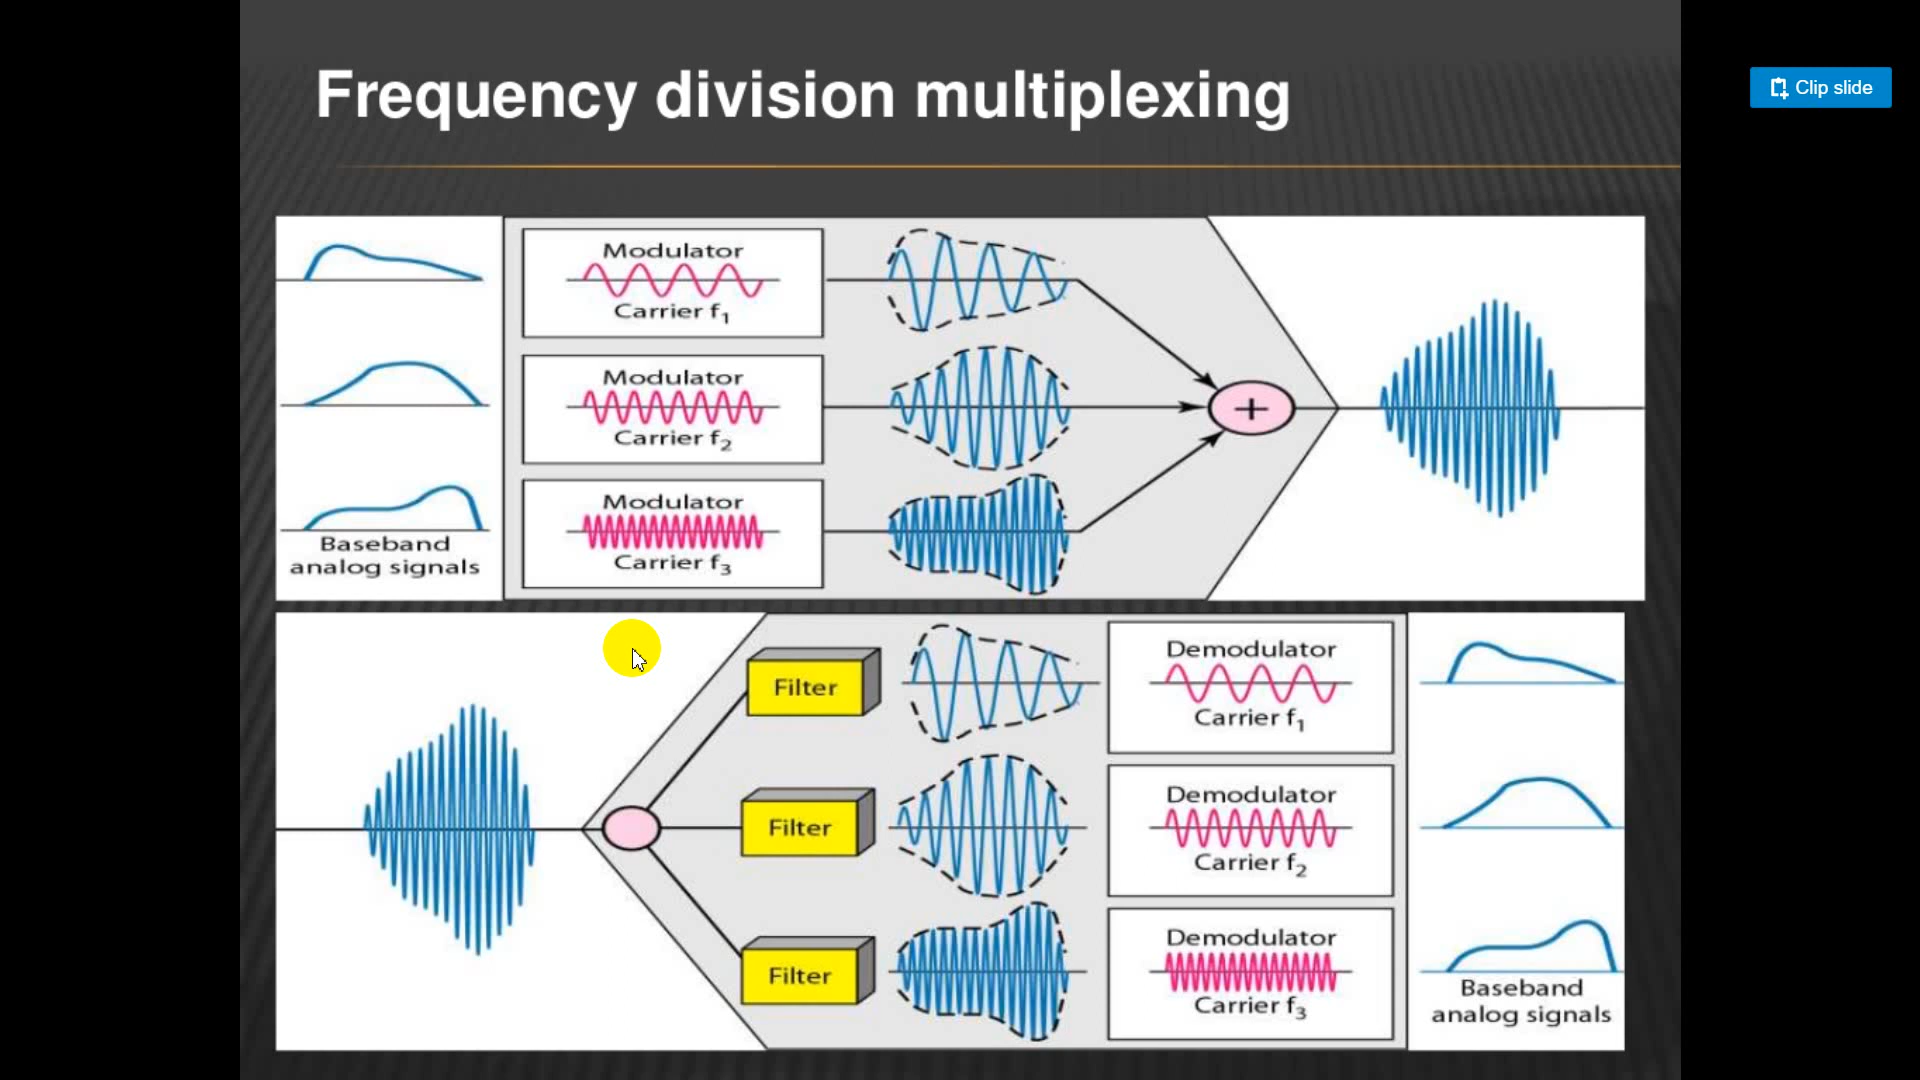 Frequency division multiplexing
Clip slide
Modulator
Carrier f1
Modulator
Carrier f2
Modulator
Carrier f3
Baseband
analog signals
+
Filter
Demodulator
Carrier f1
Filter
Demodulator
Carrier f2
Filter
Demodulator
Carrier f3
Baseband
analog signals